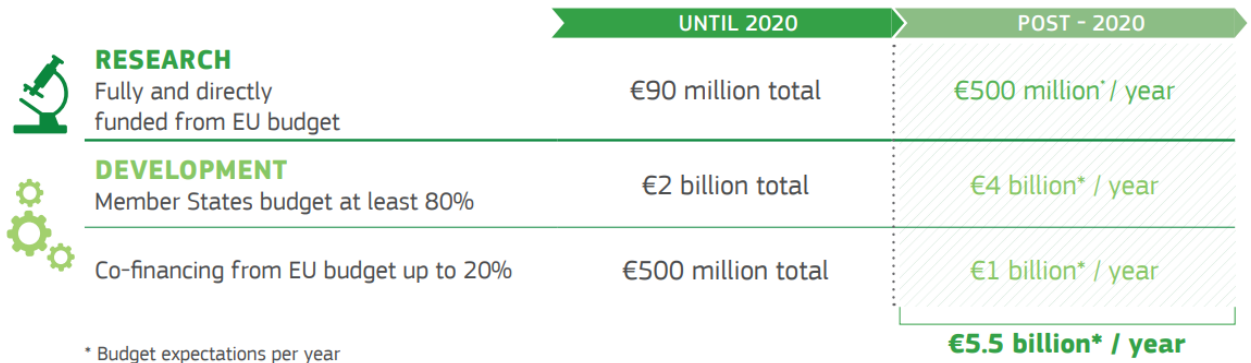 UNTIL 2020
POST - 2020
RESEARCH
Fully and directly
funded from EU budget
€90 million total
€500 million* / year
DEVELOPMENT
Member States budget at least 80%
€2 billion total
€4 billion* / year
Co-financing from EU budget up to 20%
€500 million total
€1 billion* / year
€5.5 billion* / year
* Budget expectations per year